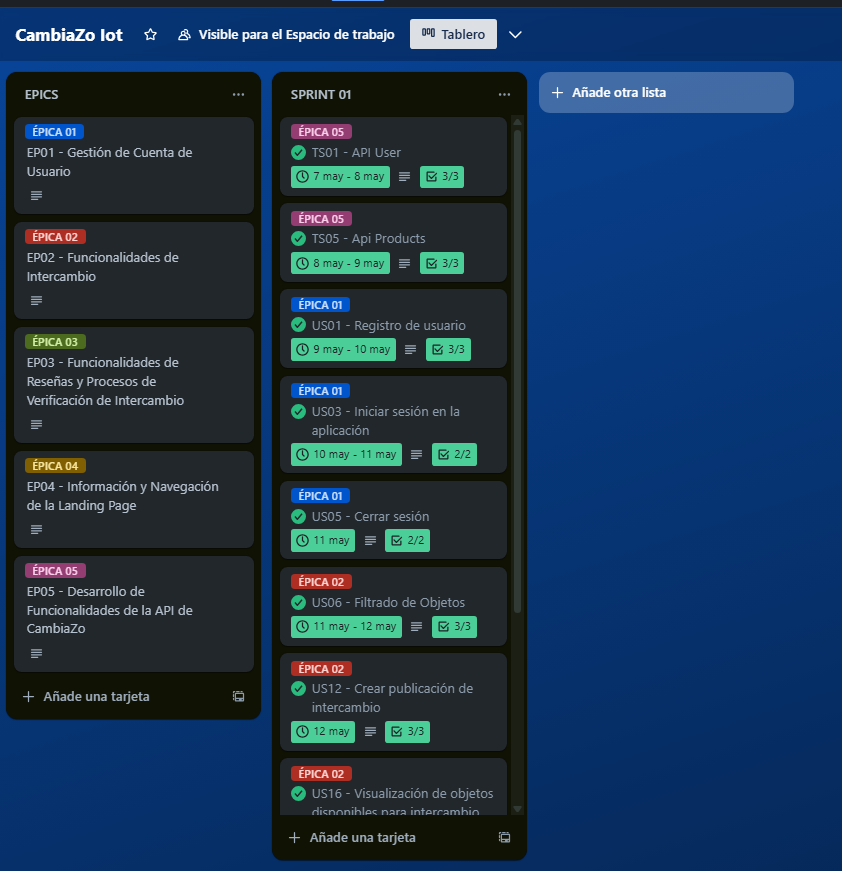 CambiaZo Iot
Visible para el Espacio de trabajo
Tablero
EPICS
ÉPICA 01
EP01 - Gestión de Cuenta de
Usuario
ÉPICA 02
EP02 - Funcionalidades de
Intercambio
ÉPICA 03
EP03 - Funcionalidades de
Reseñas y Procesos de
Verificación de Intercambio
ÉPICA 04
EP04 - Información y Navegación
de la Landing Page
ÉPICA 05
EP05 - Desarrollo de
Funcionalidades de la API de
CambiaZo
Añade una tarjeta
SPRINT 01
ÉPICA 05
TS01 - API User
7 may - 8 may
3/3
ÉPICA 05
TS05 - Api Products
8 may - 9 may
3/3
ÉPICA 01
US01 - Registro de usuario
9 may - 10 may
3/3
ÉPICA 01
US03 - Iniciar sesión en la
aplicación
10 may - 11 may
2/2
ÉPICA 01
US05 - Cerrar sesión
11 may
2/2
ÉPICA 02
US06 - Filtrado de Objetos
11 may - 12 may
3/3
ÉPICA 02
US12 - Crear publicación de
intercambio
12 may
3/3
ÉPICA 02
US16 - Visualización de objetos
disponibles para intercambio
Añade una tarjeta
Añade otra lista